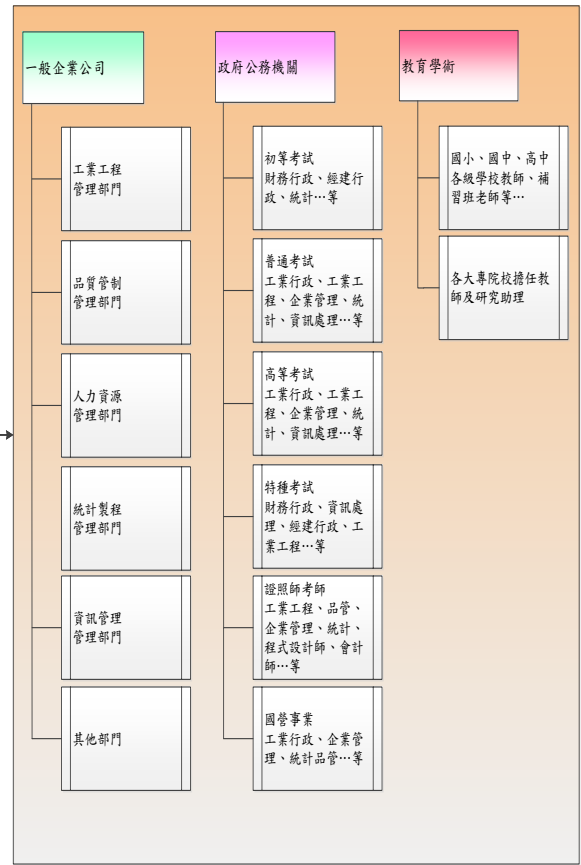 一般企業公司
工業工程
管理部門
品質管制
管理部門
人力資源
管理部門
統計製程
管理部門
資訊管理
管理部門
其他部門
政府公務機關
初等考試
財務行政、經建行
政、統計…等
普通考試
工業行政、工業工
程、企業管理、統
計、資訊處理…等
高等考試
工業行政、工業工
程、企業管理、統
計、資訊處理…等
特種考試
財務行政、資訊處
理、經建行政、工
業工程…等
證照師考師
工業工程、品管、
企業管理、統計、
程式設計師、會計
師…等
國營事業
工業行政、企業管
理、統計品管…等
教育學術
國小、國中、高中
各級學校教師、補
習班老師等…
各大專院校擔任教
師及研究助理